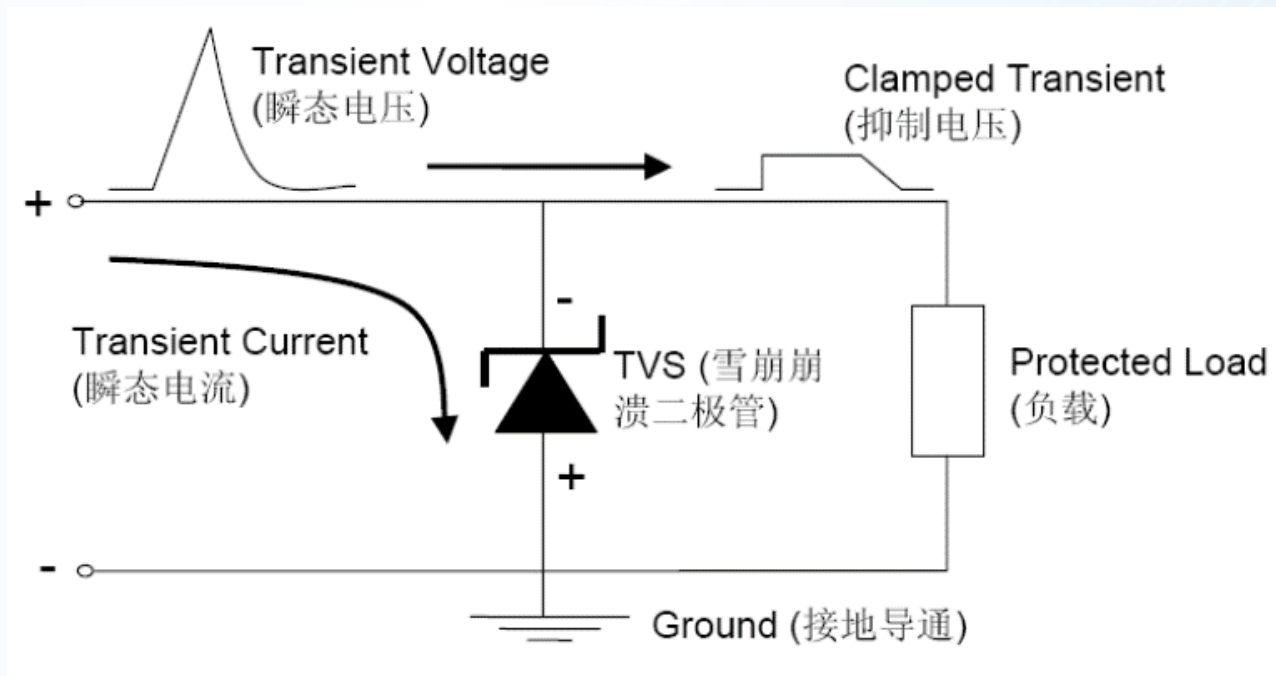 Transient Voltage
(瞬态电压)
Clamped Transient
(抑制电压)
+
-
Transient Current
(瞬态电流)
TVS (雪崩崩
溃二极管)
+
Protected Load
(负载)
-
Ground (接地导通)